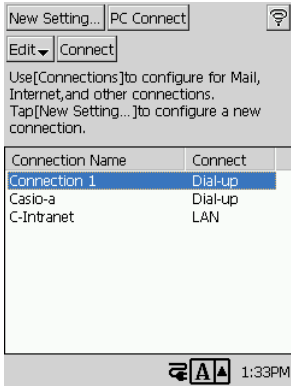 New Setting... PC Connect ?
Edit Connect
Use[Connections]to configure for Mail,
Internet,and other connections.
Tap[New Setting...]to configure a new
connection.
Connection Name Connect
Connection 1 Dial-up
Casio-a Dial-up
C-Intranet LAN
A 1:33PM